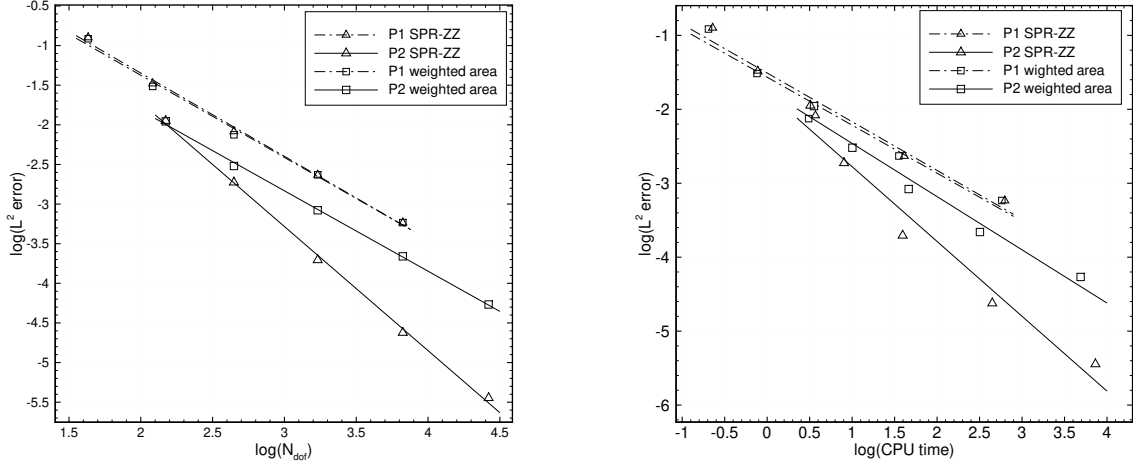 -0.5
-1
-1.5
-2
-2.5
-3
-3.5
-4
-4.5
-5
-5.5
log(L² error)
P1 SPR-ZZ
P2 SPR-ZZ
P1 weighted area
P2 weighted area
1.5 2 2.5 3 3.5 4 4.5
log(N_dof)
-1
-2
-3
-4
-5
-6
log(L² error)
P1 SPR-ZZ
P2 SPR-ZZ
P1 wighted area
P2 weighted area
-1 -0.5 0 0.5 1 1.5 2 2.5 3 3.5 4
log(CPU time)